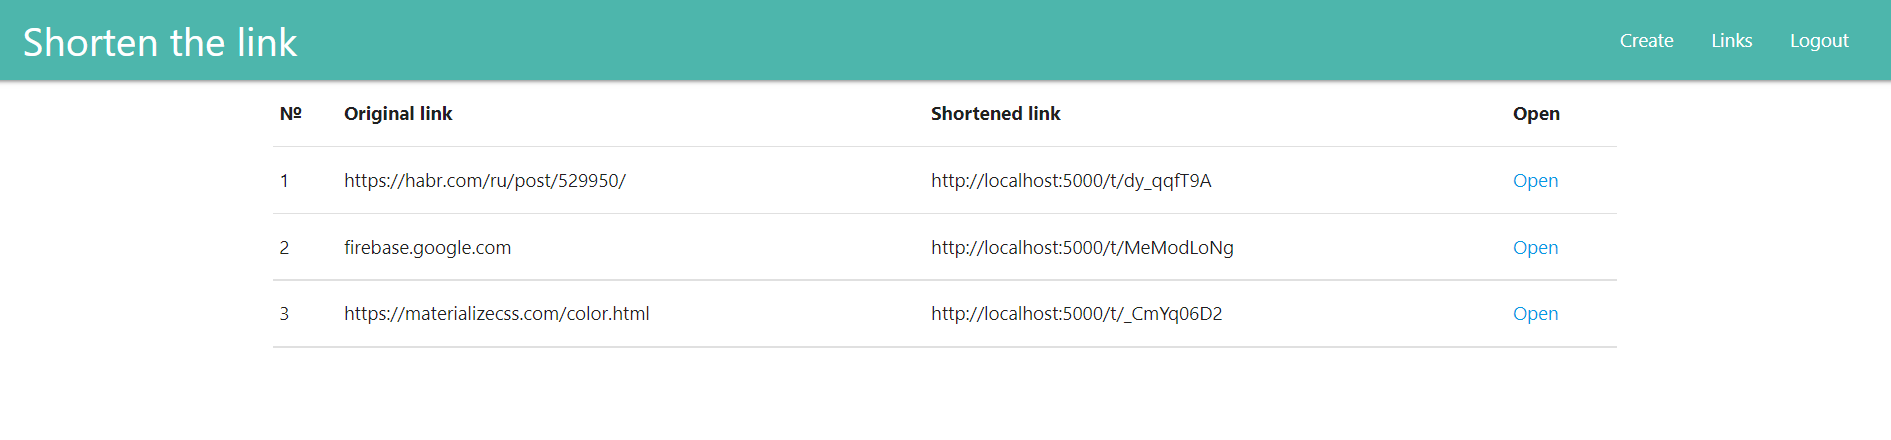 Shorten the link Create Links Logout
№ Original link Shortened link Open
1 https://habr.com/ru/post/529950/ http://localhost:5000/t/dy_qqfT9A Open
2 firebase.google.com http://localhost:5000/t/MeModLoNg Open
3 https://materializecss.com/color.html http://localhost:5000/t/_CmYq06D2 Open